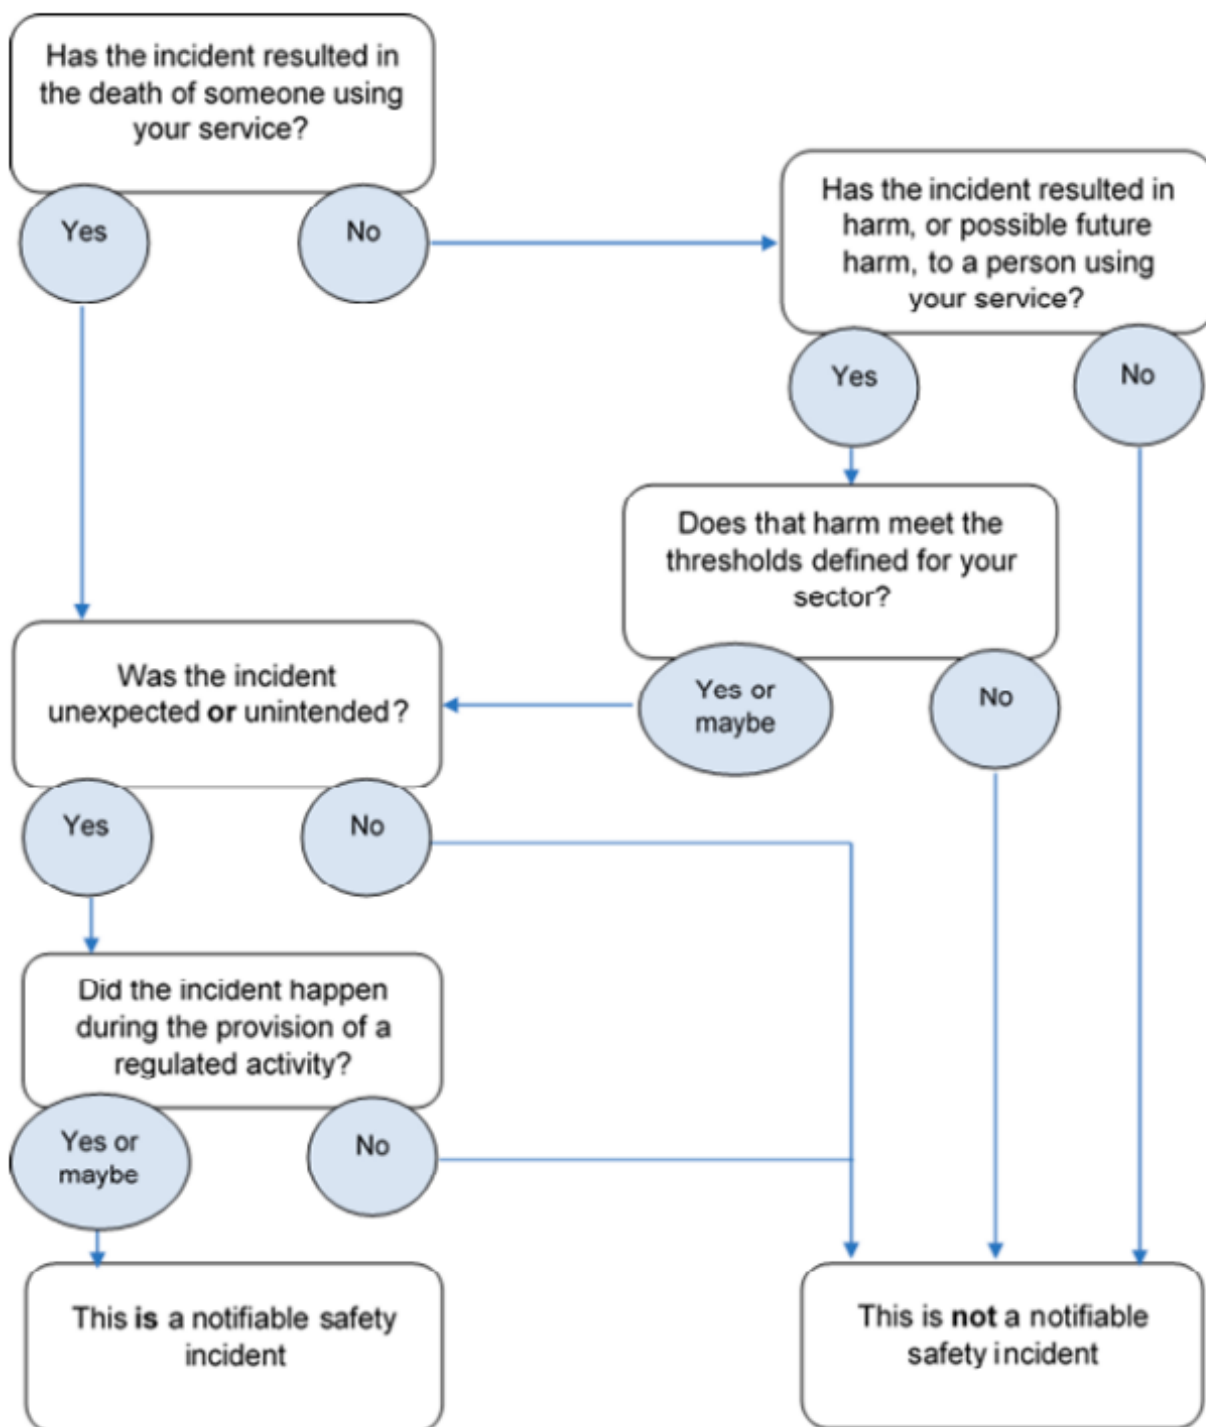 Has the incident resulted in
the death of someone using
your service?
Yes
No
Has the incident resulted in
harm, or possible future
harm, to a person using
your service?
Yes
No
Does that harm meet the
thresholds defined for your
sector?
Yes or
maybe
No
Was the incident
unexpected or unintended?
Yes
No
Did the incident happen
during the provision of a
regulated activity?
Yes or
maybe
No
This is a notifiable safety
incident
This is not a notifiable
safety incident